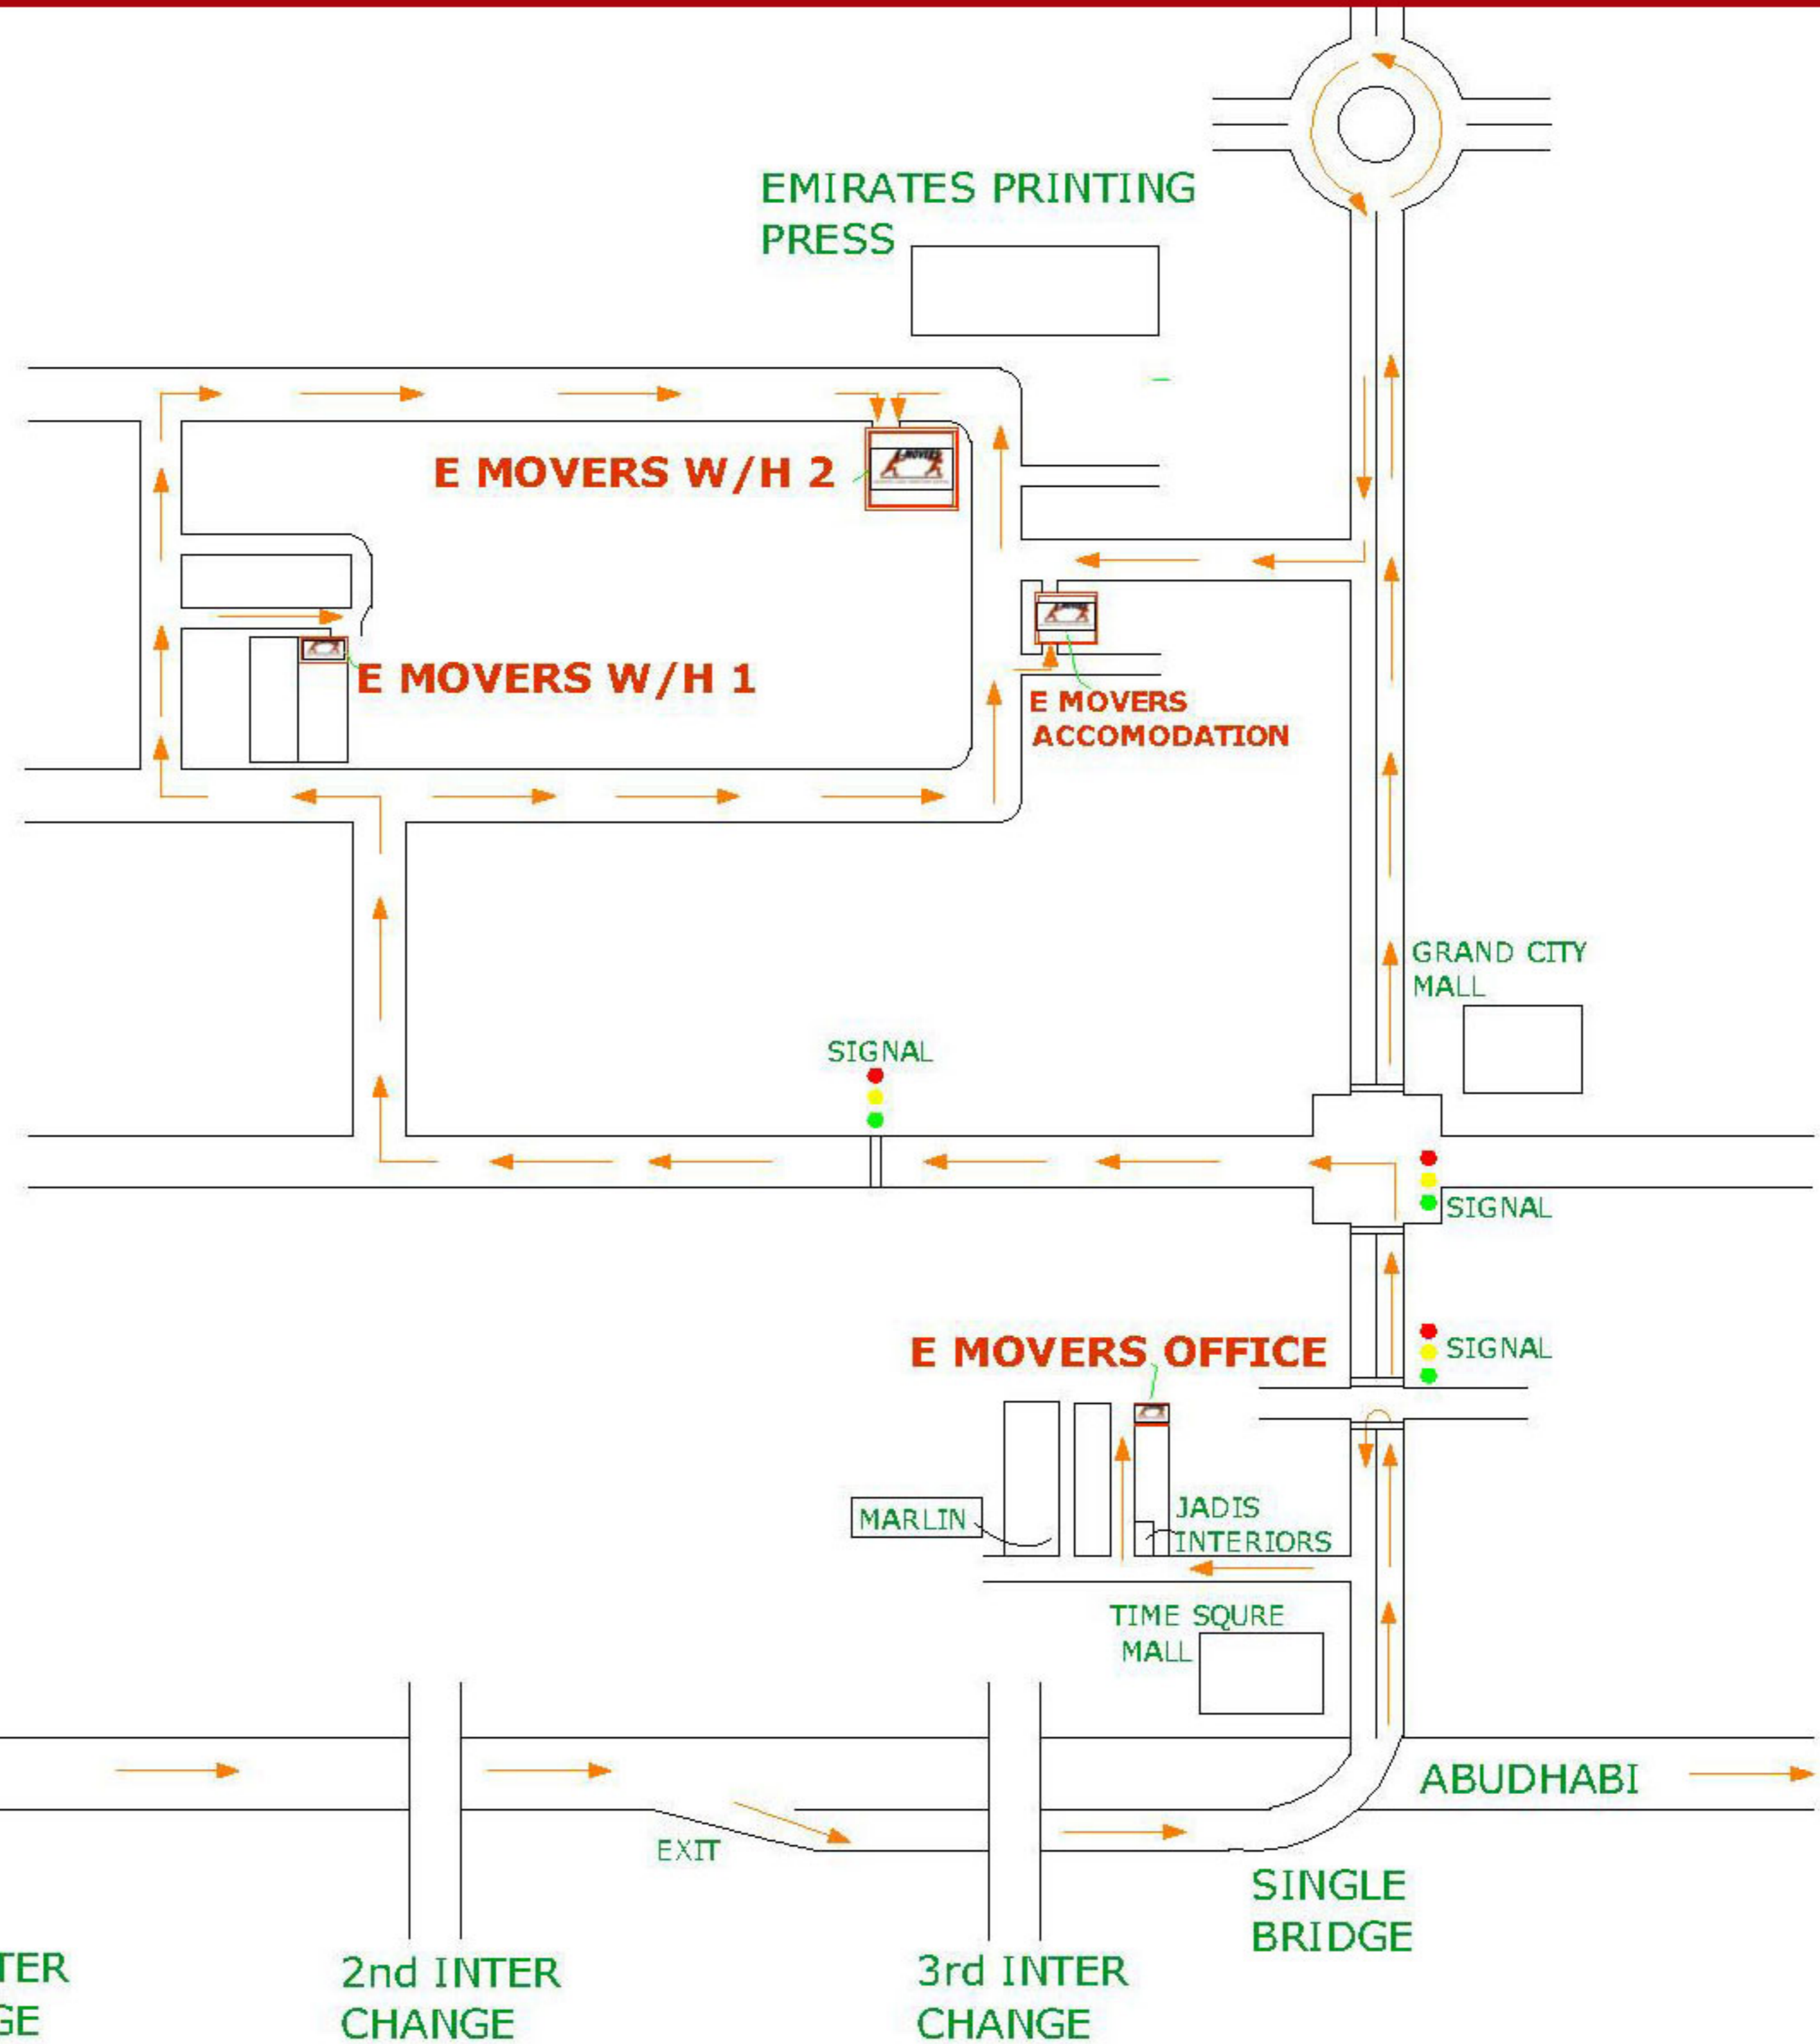 EMIRATES PRINTING
PRESS
E MOVERS W/H 2
E MOVERS W/H 1
E MOVERS
ACCOMODATION
GRAND CITY
MALL
SIGNAL
SIGNAL
SIGNAL
E MOVERS OFFICE
MARLIN
JADIS
INTERIORS
TIME SQURE
MALL
ABUDHABI
EXIT
SINGLE
BRIDGE
TER
GE
2nd INTER
CHANGE
3rd INTER
CHANGE